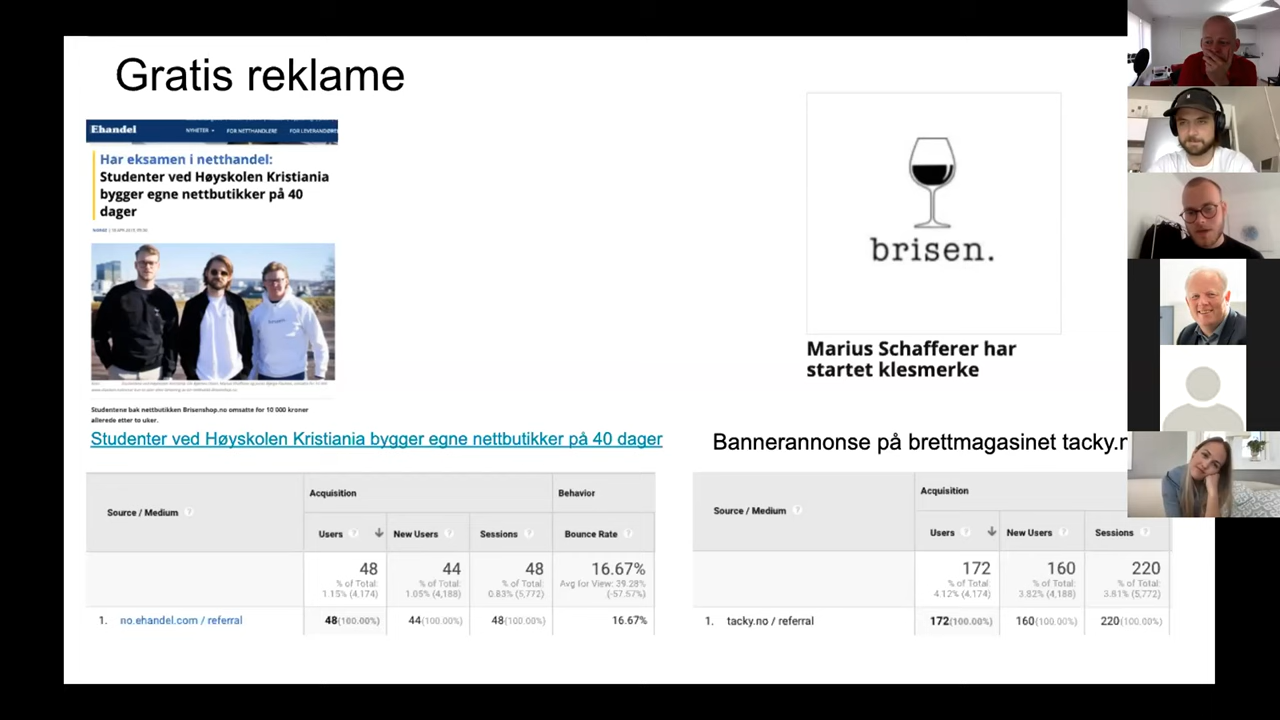 Gratis reklame
Ehandel
NYHETER
FOR NETTHANDLERE
FOR LEVERANDØRER
Har eksamen i netthandel:
Studenter ved Høyskolen Kristiania
bygger egne nettbutikker på 40
dager
Studentene bak nettbutikken Brisenshop.no omsatte for 10 000 kroner
allerede etter to uker.
Studenter ved Høyskolen Kristiania bygger egne nettbutikker på 40 dager
brisen.
Marius Schafferer har
startet klesmerke
Bannerannonse på brettmagasinet
Source / Medium
Acquisition
Behavior
Users
New Users
Sessions
Bounce Rate
48
44
48
16.67%
% of Total:
% of Total:
% of Total:
Avg for View: 39.28%
1.15% (4,174)
1.05% (4,188)
0.83% (5,772)
(-57.57%)
1. no.ehandel.com / referral
48(100.00%)
44(100.00%)
48(100.00%)
16.67%
Source / Medium
Acquisition
Users
New Users
Sessions
172
160
220
% of Total:
% of Total:
% of Total:
4.12% (4,174)
3.82% (4,188)
3.81% (5,772)
1. tacky.no / referral
172(100.00%)
160(100.00%)
220(100.00%)